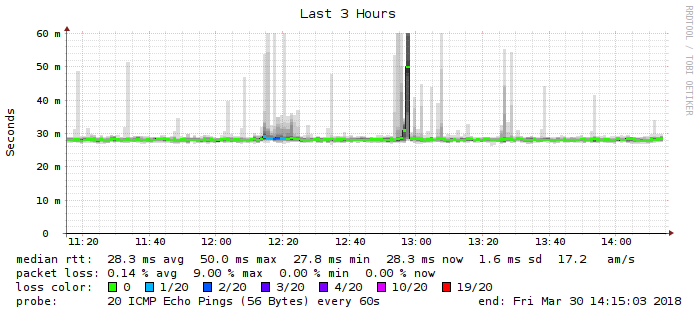 Last 3 Hours
RRDTOOL / TOBI OETIKER
Seconds
60 m
50 m
40 m
30 m
20 m
10 m
0
11:20 11:40 12:00 12:20 12:40 13:00 13:20 13:40 14:00
median rtt: 28.3 ms avg 50.0 ms max 27.8 ms min 28.3 ms now 1.6 ms sd 17.2 am/s
packet loss: 0.14 % avg 9.00 % max 0.00 % min 0.00 % now
loss color: 0 1/20 2/20 3/20 4/20 10/20 19/20
probe: 20 ICMP Echo Pings (56 Bytes) every 60s end: Fri Mar 30 14:15:03 2018